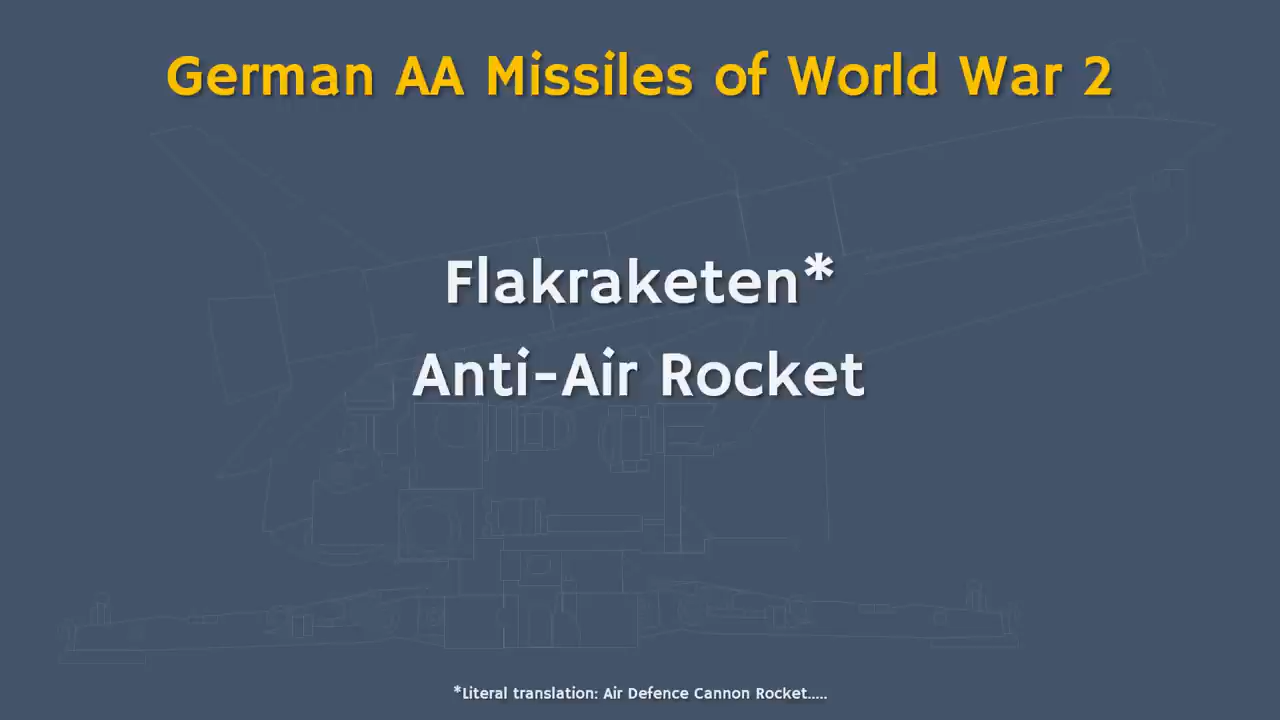 German AA Missiles of World War 2
Flakraketen*
Anti-Air Rocket
*Literal translation: Air Defence Cannon Rocket.....